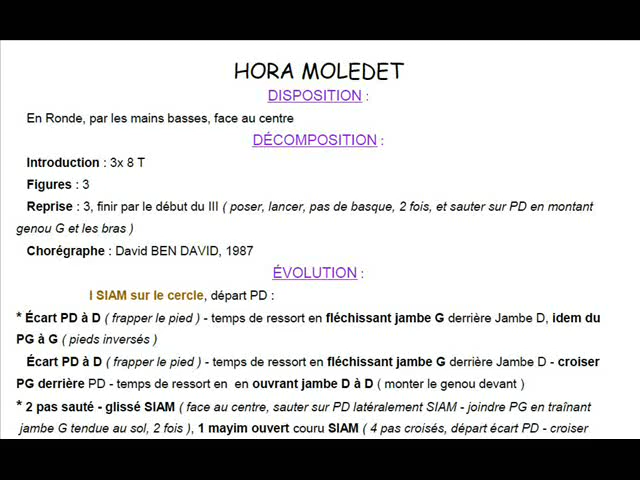 HORA MOLEDET
DISPOSITION :
En Ronde, par les mains basses, face au centre
DÉCOMPOSITION :
Introduction : 3x 8 T
Figures : 3
Reprise : 3, finir par le début du III ( poser, lancer, pas de basque, 2 fois, et sauter sur PD en montant
genou G et les bras )
Chorégraphe : David BEN DAVID, 1987
ÉVOLUTION :
I SIAM sur le cercle, départ PD :
* Écart PD à D ( frapper le pied ) - temps de ressort en fléchissant jambe G derrière Jambe D, idem du
PG à G ( pieds inversés )
Écart PD à D ( frapper le pied ) - temps de ressort en fléchissant jambe G derrière Jambe D - croiser
PG derrière PD - temps de ressort en en ouvrant jambe D à D ( monter le genou devant )
* 2 pas sauté - glissé SIAM ( face au centre, sauter sur PD latéralement SIAM - joindre PG en traînant
jambe G tendue au sol, 2 fois ), 1 mayim ouvert couru SIAM ( 4 pas croisés, départ écart PD - croiser